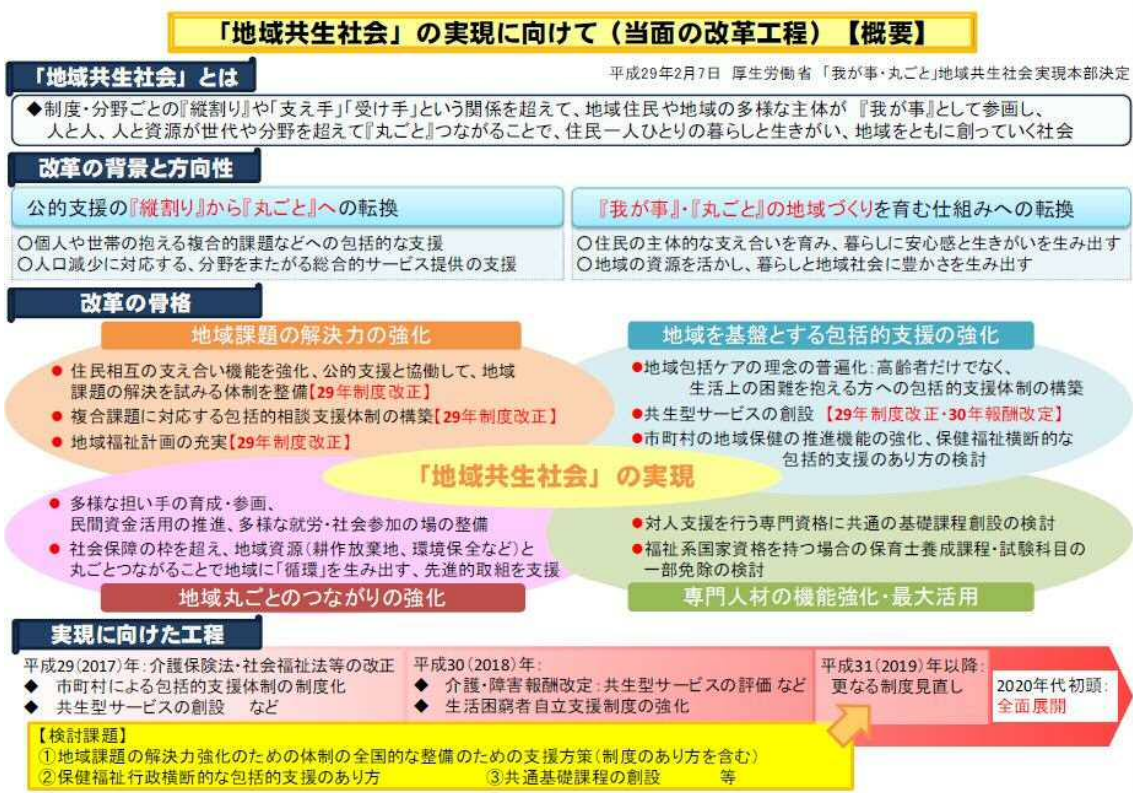 「地域共生社会」の実現に向けて(当面の改革工程)【概要】
「地域共生社会」とは
平成29年2月7日 厚生労働省 「我が事・丸ごと」地域共生社会実現本部決定
◆制度・分野ごとの『縦割り』や「支え手」「受け手」という関係を超えて、地域住民や地域の多様な主体が 『我が事』として参画し、
人と人、人と資源が世代や分野を超えて『丸ごと』つながることで、住民一人ひとりの暮らしと生きがい、地域をともに創っていく社会
改革の背景と方向性
公的支援の『縦割り』から『丸ごと』への転換
○個人や世帯の抱える複合的課題などへの包括的な支援
○人口減少に対応する、分野をまたがる総合的サービス提供の支援
『我が事』・『丸ごと』の地域づくりを育む仕組みへの転換
○住民の主体的な支え合いを育み、暮らしに安心感と生きがいを生み出す
○地域の資源を活かし、暮らしと地域社会に豊かさを生み出す
改革の骨格
地域課題の解決力の強化
● 住民相互の支え合い機能を強化、公的支援と協働して、地域
課題の解決を試みる体制を整備【29年制度改正】
● 複合課題に対応する包括的相談支援体制の構築【29年制度改正】
● 地域福祉計画の充実【29年制度改正】
地域を基盤とする包括的支援の強化
●地域包括ケアの理念の普遍化:高齢者だけでなく、
生活上の困難を抱える方への包括的支援体制の構築
●共生型サービスの創設 【29年制度改正・30年報酬改定】
●市町村の地域保健の推進機能の強化、保健福祉横断的な
包括的支援のあり方の検討
「地域共生社会」の実現
● 多様な担い手の育成・参画、
民間資金活用の推進、多様な就労・社会参加の場の整備
● 社会保障の枠を超え、地域資源(耕作放棄地、環境保全など)と
丸ごとつながることで地域に「循環」を生み出す、先進的取組を支援
地域丸ごとのつながりの強化
●対人支援を行う専門資格に共通の基礎課程創設の検討
●福祉系国家資格を持つ場合の保育士養成課程・試験科目の
一部免除の検討
専門人材の機能強化・最大活用
実現に向けた工程
平成29(2017)年:介護保険法・社会福祉法等の改正
◆ 市町村による包括的支援体制の制度化
◆ 共生型サービスの創設 など
平成30(2018)年:
◆ 介護・障害報酬改定:共生型サービスの評価 など
◆ 生活困窮者自立支援制度の強化
平成31(2019)年以降:
更なる制度見直し
2020年代初頭:
全面展開
【検討課題】
①地域課題の解決力強化のための体制の全国的な整備のための支援方策(制度のあり方を含む)
②保健福祉行政横断的な包括的支援のあり方 ③共通基礎課程の創設 等